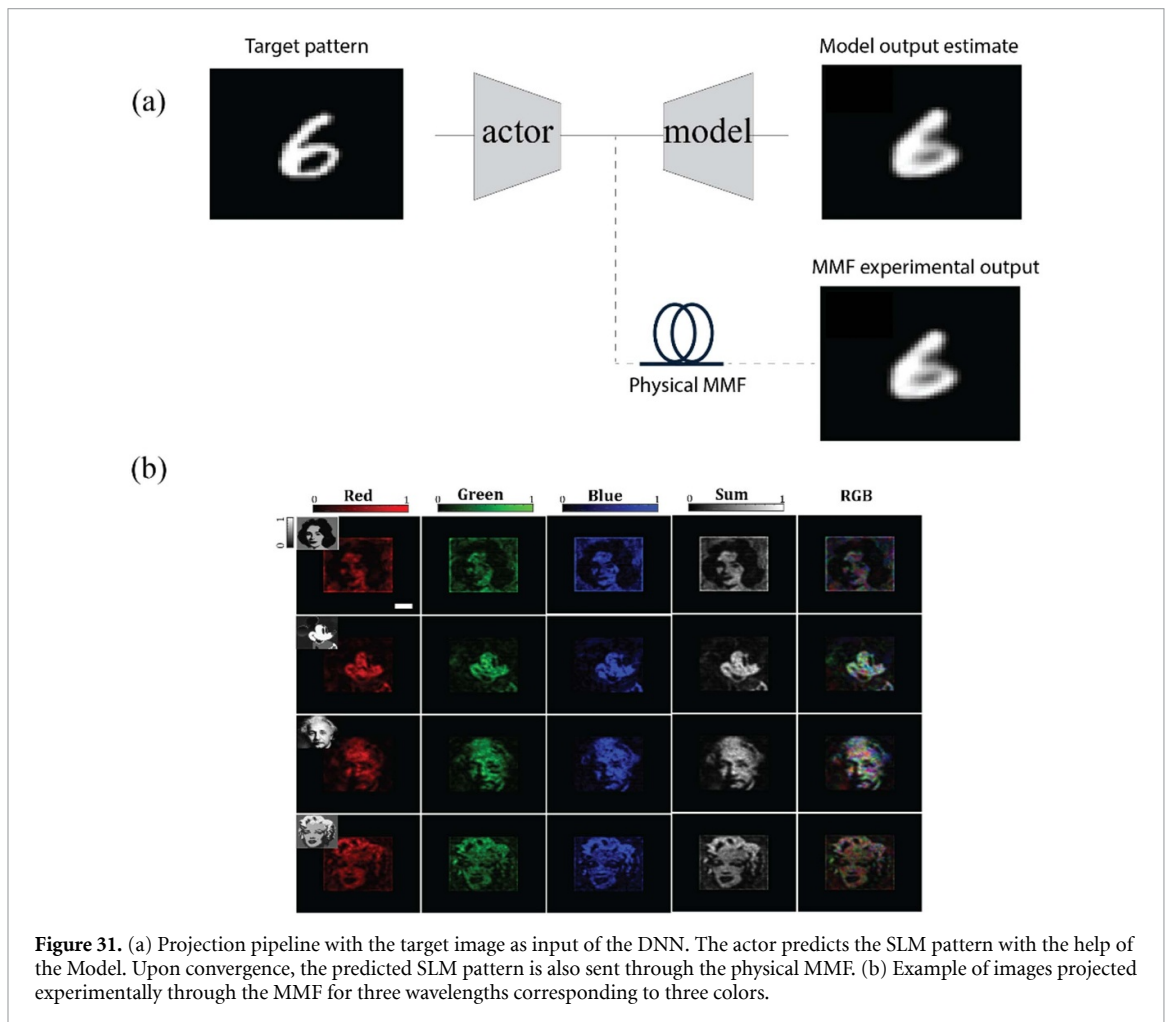 Target pattern
Model output estimate
(a)
actor
model
MMF experimental output
Physical MMF
(b)
0 Red 1
0 Green 1
0 Blue 1
0 Sum 1
RGB
0 1
Figure 31. (a) Projection pipeline with the target image as input of the DNN. The actor predicts the SLM pattern with the help of
the Model. Upon convergence, the predicted SLM pattern is also sent through the physical MMF. (b) Example of images projected
experimentally through the MMF for three wavelengths corresponding to three colors.